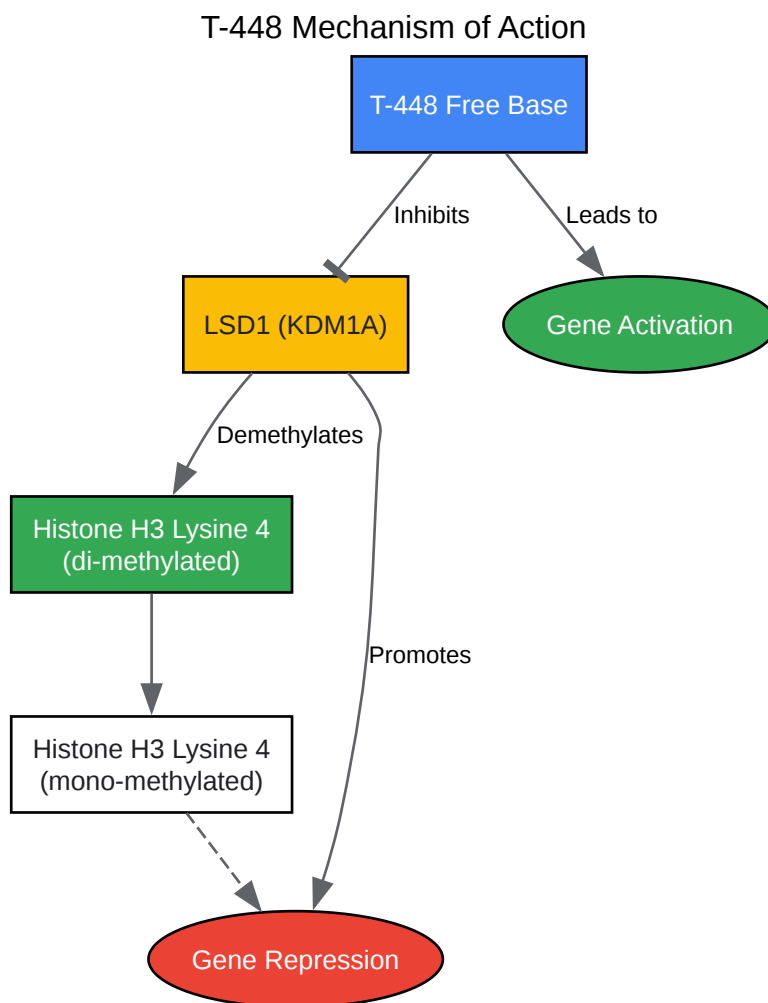 T-448 Mechanism of Action
T-448 Free Base
Inhibits
Leads to
LSD1 (KDM1A)
Gene Activation
Demethylates
Histone H3 Lysine 4
(di-methylated)
Promotes
Histone H3 Lysine 4
(mono-methylated)
Gene Repression